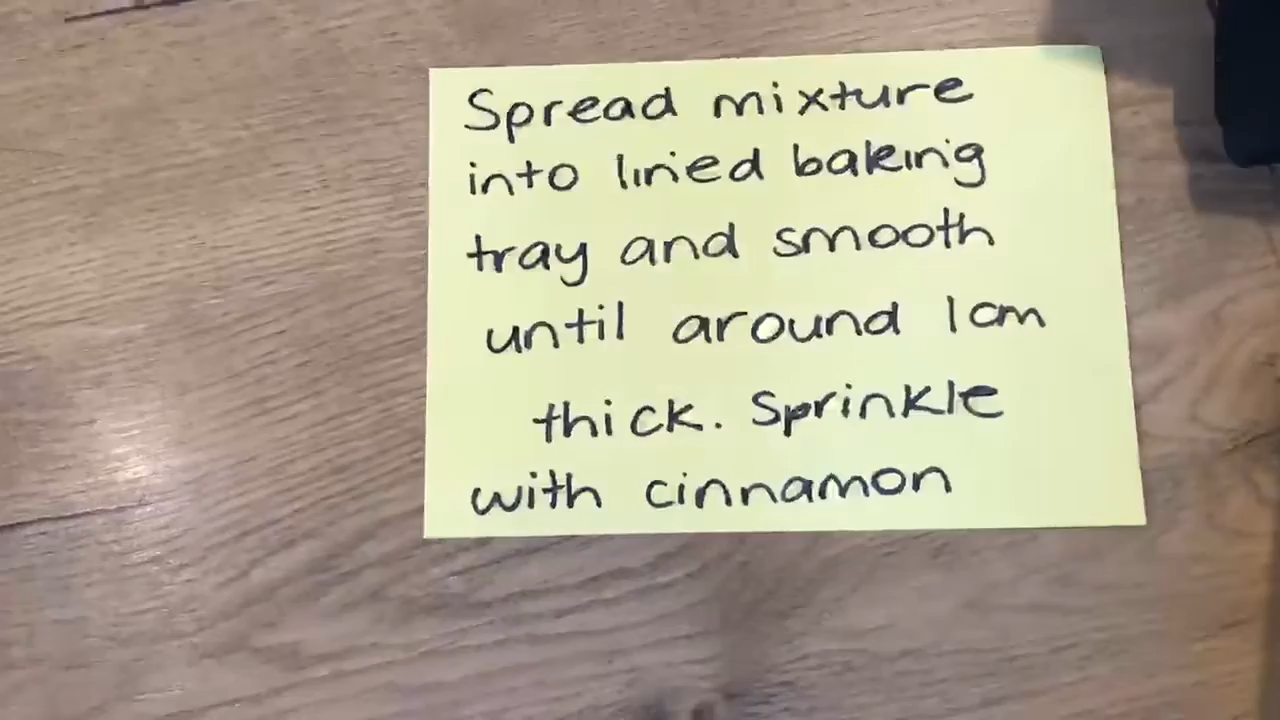 Spread mixture
into lined baking
tray and smooth
until around 1cm
thick. Sprinkle
with cinnamon